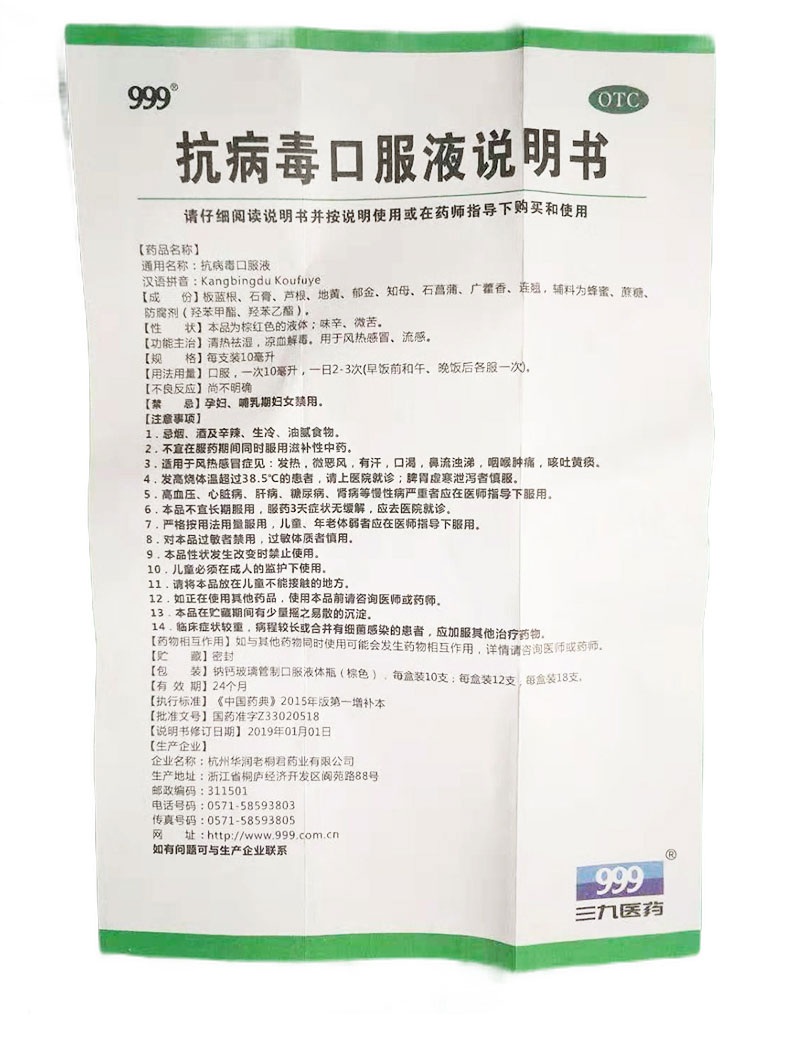 999®
OTC
抗病毒口服液说明书
请仔细阅读说明书并按说明使用或在药师指导下购买和使用
【药品名称】
通用名称：抗病毒口服液
汉语拼音：Kangbingdu Koufuye
【成　份】板蓝根、石膏、芦根、地黄、郁金、知母、石菖蒲、广藿香、连翘，辅料为蜂蜜、蔗糖、
防腐剂（羟苯甲酯、羟苯乙酯）。
【性　状】本品为棕红色的液体；味辛、微苦。
【功能主治】清热祛湿，凉血解毒。用于风热感冒、流感。
【规　格】每支装10毫升
【用法用量】口服，一次10毫升，一日2-3次(早饭前和午、晚饭后各服一次)。
【不良反应】尚不明确
【禁　忌】孕妇、哺乳期妇女禁用。
【注意事项】
1．忌烟、酒及辛辣、生冷、油腻食物。
2．不宜在服药期间同时服用滋补性中药。
3．适用于风热感冒症见：发热，微恶风，有汗，口渴，鼻流浊涕，咽喉肿痛，咳吐黄痰。
4．发高烧体温超过38.5℃的患者，请上医院就诊；脾胃虚寒泄泻者慎服。
5．高血压、心脏病、肝病、糖尿病、肾病等慢性病严重者应在医师指导下服用。
6．本品不宜长期服用，服药3天症状无缓解，应去医院就诊。
7．严格按用法用量服用，儿童、年老体弱者应在医师指导下服用。
8．对本品过敏者禁用，过敏体质者慎用。
9．本品性状发生改变时禁止使用。
10．儿童必须在成人的监护下使用。
11．请将本品放在儿童不能接触的地方。
12．如正在使用其他药品，使用本品前请咨询医师或药师。
13．本品在贮藏期间有少量摇之易散的沉淀。
14．临床症状较重，病程较长或合并有细菌感染的患者，应加服其他治疗药物。
【药物相互作用】如与其他药物同时使用可能会发生药物相互作用，详情请咨询医师或药师。
【贮　藏】密封
【包　装】钠钙玻璃管制口服液体瓶（棕色）．每盒装10支；每盒装12支，每盒装18支。
【有 效 期】24个月
【执行标准】《中国药典》2015年版第一增补本
【批准文号】国药准字Z33020518
【说明书修订日期】2019年01月01日
【生产企业】
企业名称：杭州华润老桐君药业有限公司
生产地址：浙江省桐庐经济开发区阆苑路88号
邮政编码：311501
电话号码：0571-58593803
传真号码：0571-58593805
网　址：http://www.999.com.cn
如有问题可与生产企业联系
999®
三九医药